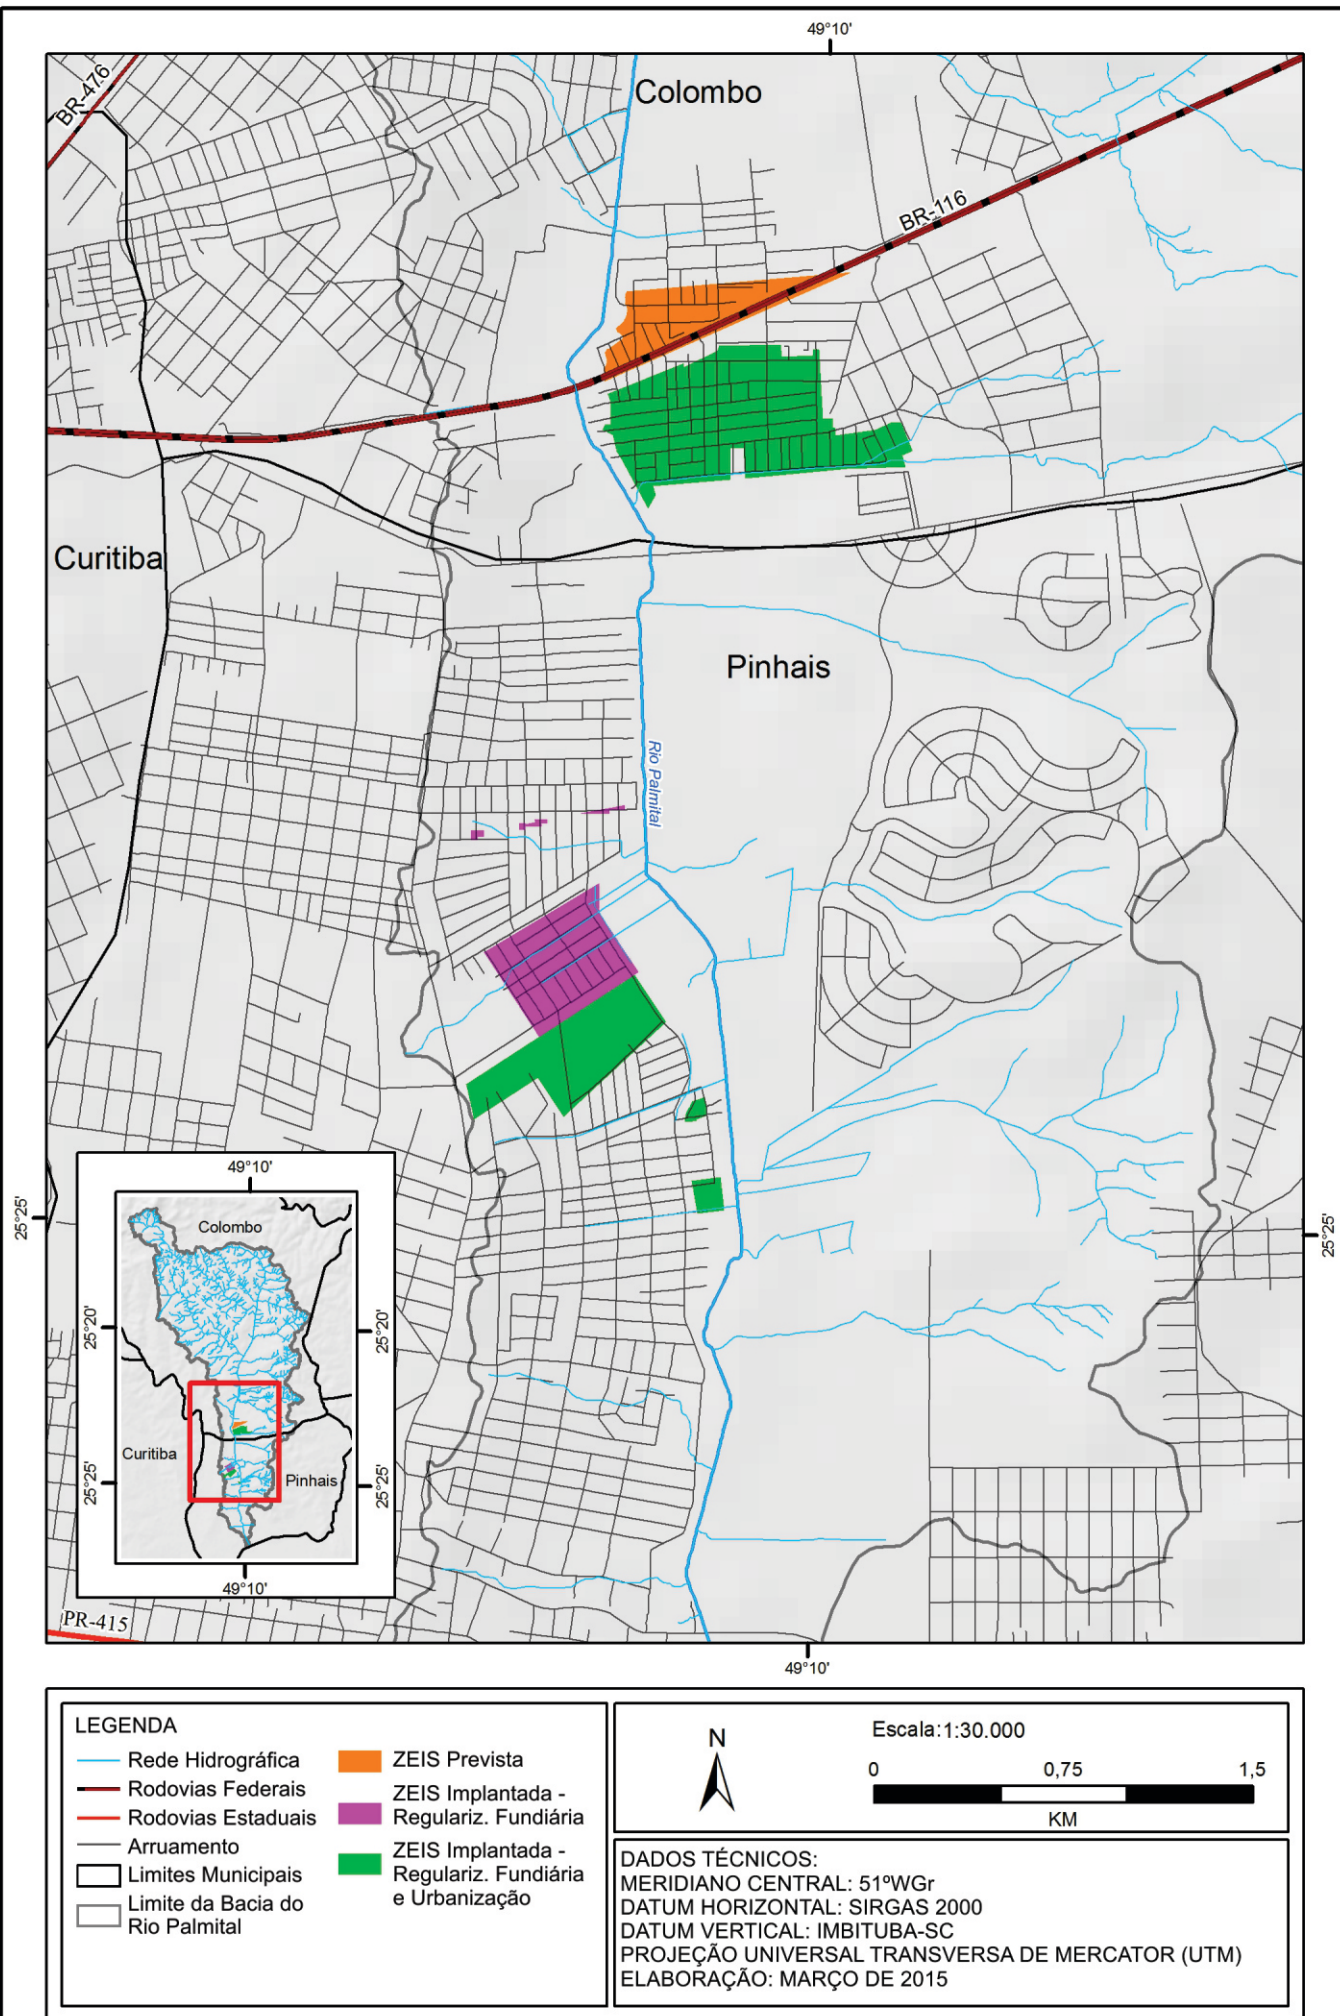 49°10'
BR-476
Colombo
BR-116
Curitiba
Pinhais
Rio Palmital
25°25'
25°25'
49°10'
Colombo
25°20'
25°20'
Curitiba
Pinhais
25°25'
25°25'
49°10'
PR-415
49°10'
LEGENDA
Rede Hidrográfica
Rodovias Federais
Rodovias Estaduais
Arruamento
Limites Municipais
Limite da Bacia do
Rio Palmital
ZEIS Prevista
ZEIS Implantada -
Regulariz. Fundiária
ZEIS Implantada -
Regulariz. Fundiária
e Urbanização
N
Escala:1:30.000
0 0,75 1,5
KM
DADOS TÉCNICOS:
MERIDIANO CENTRAL: 51ºWGr
DATUM HORIZONTAL: SIRGAS 2000
DATUM VERTICAL: IMBITUBA-SC
PROJEÇÃO UNIVERSAL TRANSVERSA DE MERCATOR (UTM)
ELABORAÇÃO: MARÇO DE 2015